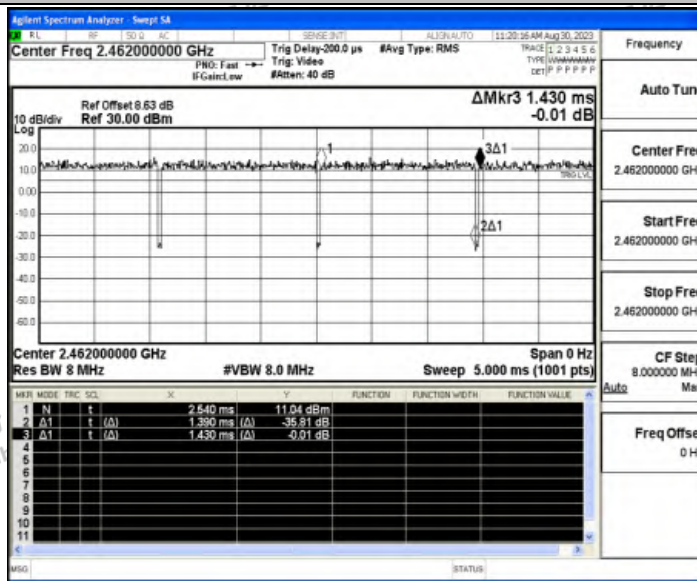 Agilent Spectrum Analyzer - Swept SA
RL RF 50 Ω AC SENSE:INT ALIGNAUTO 11:20:16 AM Aug 30, 2023
Center Freq 2.462000000 GHz
PNO: Fast
IFGain:Low
Trig Delay-200.0 µs
Trig: Video
#Atten: 40 dB
#Avg Type: RMS
TRACE 1 2 3 4 5 6
TYPE
DET P P P P P P
Frequency
Auto Tun
Center Fre
2.462000000 GH
Start Fre
2.462000000 GH
Stop Fre
2.462000000 GH
CF Step
8.000000 MH
Auto Ma
Freq Offse
0 H
ΔMkr3 1.430 ms
-0.01 dB
Ref Offset 8.63 dB
10 dB/div Ref 30.00 dBm
Log
20.0
10.0
0.00
-10.0
-20.0
-30.0
-40.0
-50.0
-60.0
1
3Δ1
TRIG LVL
2Δ1
Center 2.462000000 GHz Span 0 Hz
Res BW 8 MHz #VBW 8.0 MHz Sweep 5.000 ms (1001 pts)
MKR MODE TRC SCL X Y FUNCTION FUNCTION WIDTH FUNCTION VALUE
1 N t 2.540 ms 11.04 dBm
2 Δ1 t (Δ) 1.390 ms (Δ) -35.81 dB
3 Δ1 t (Δ) 1.430 ms (Δ) -0.01 dB
4
5
6
7
8
9
10
11
MSG STATUS